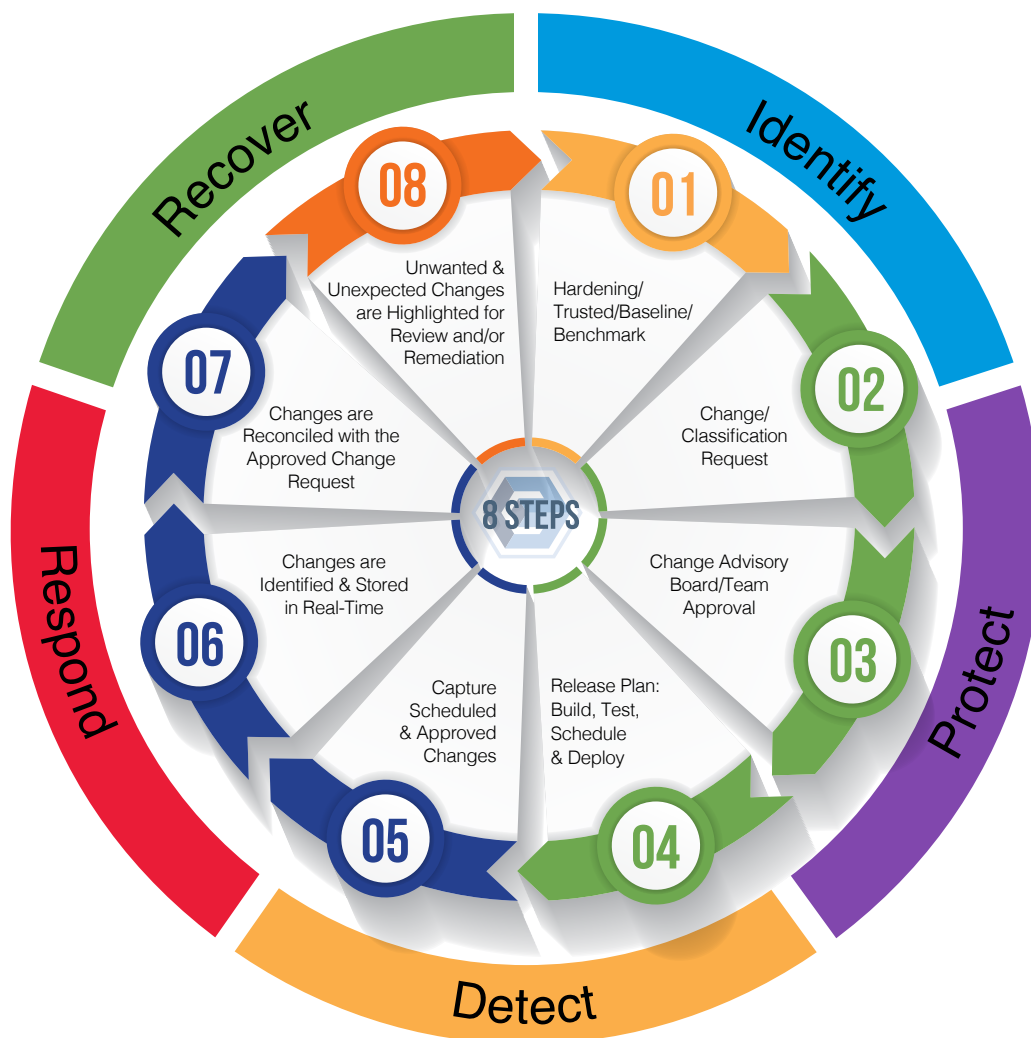 Identify
Protect
Detect
Respond
Recover
01
Hardening/
Trusted/Baseline/
Benchmark
02
Change/
Classification
Request
03
Change Advisory
Board/Team
Approval
04
Release Plan:
Build, Test,
Schedule
& Deploy
05
Capture
Scheduled
& Approved
Changes
06
Changes are
Identified & Stored
in Real-Time
07
Changes are
Reconciled with the
Approved Change
Request
08
Unwanted &
Unexpected Changes
are Highlighted for
Review and/or
Remediation
8 STEPS